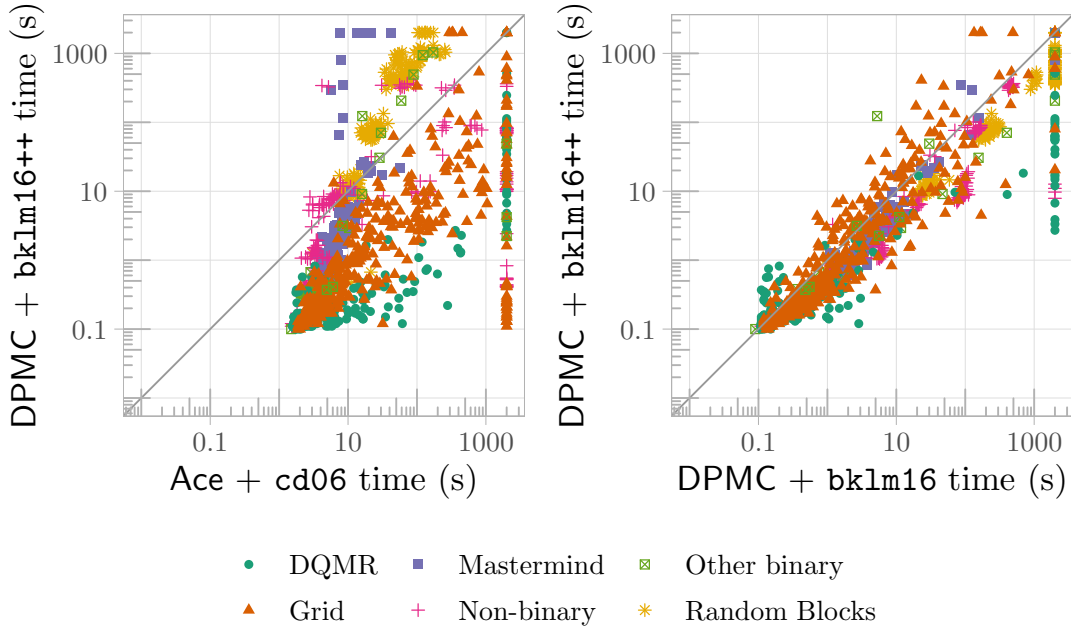 DPMC + bklm16++ time (s)
1000
10
0.1
0.1
10
1000
Ace + cd06 time (s)
DPMC + bklm16++ time (s)
1000
10
0.1
0.1
10
1000
DPMC + bklm16 time (s)
DQMR
Mastermind
Other binary
Grid
Non-binary
Random Blocks